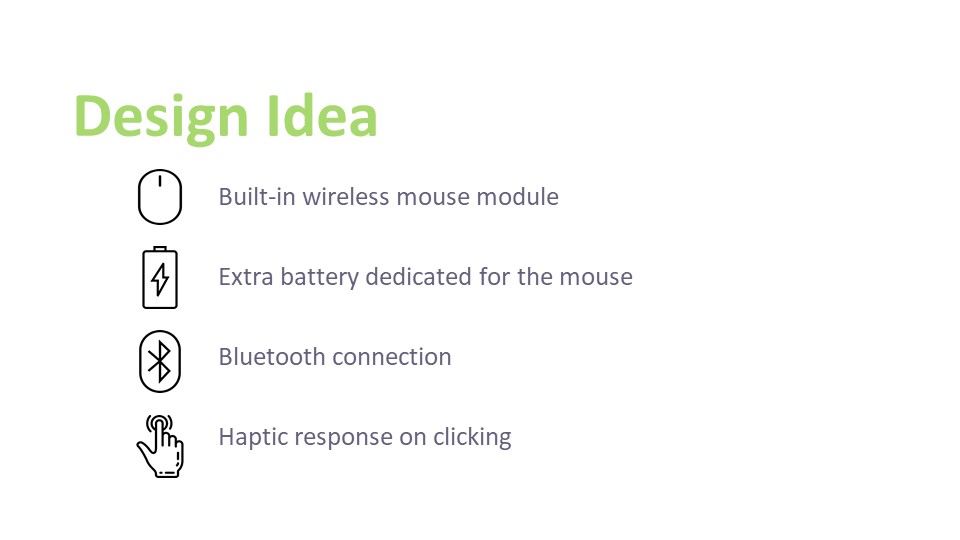 Design Idea
Built-in wireless mouse module
Extra battery dedicated for the mouse
Bluetooth connection
Haptic response on clicking